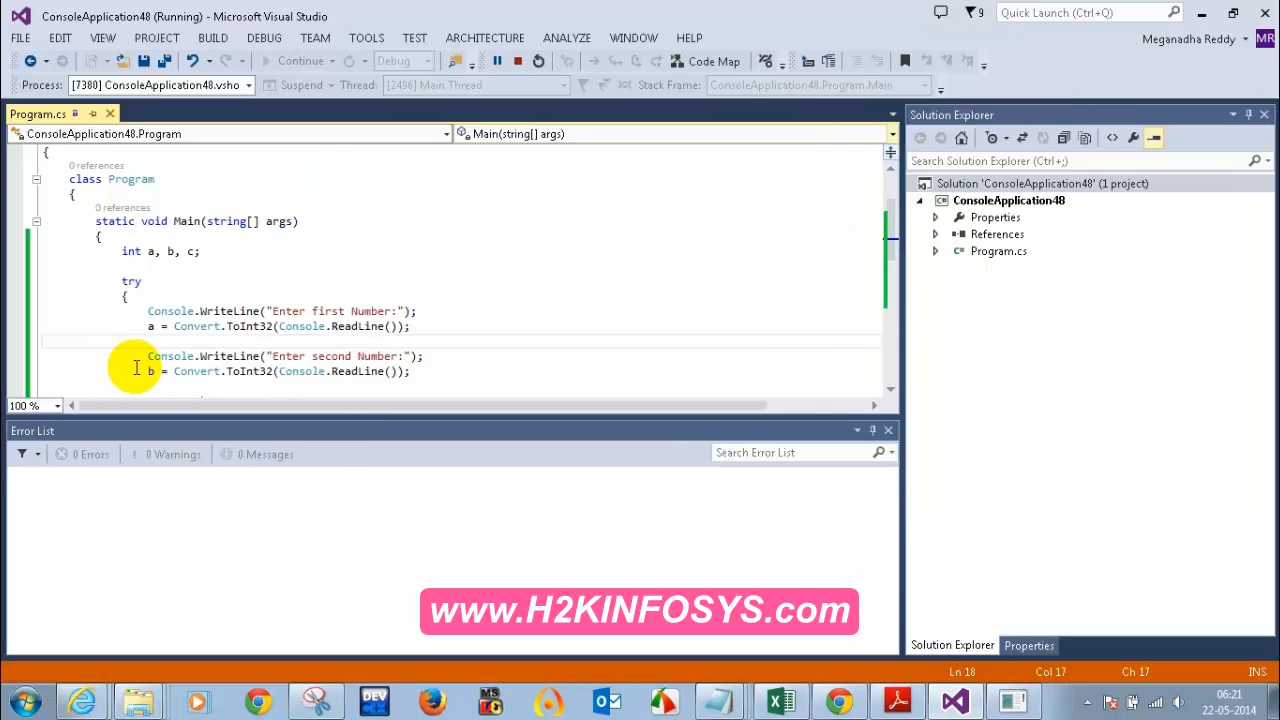 ConsoleApplication48 (Running) - Microsoft Visual Studio
9
Quick Launch (Ctrl+Q)
FILE EDIT VIEW PROJECT BUILD DEBUG TEAM TOOLS TEST ARCHITECTURE ANALYZE WINDOW HELP
Meganadha Reddy MR
Continue Debug Code Map
Process: [7380] ConsoleApplication48.vsho Suspend Thread: [2496] Main Thread Stack Frame: ConsoleApplication48.Program.Main
Program.cs
ConsoleApplication48.Program Main(string[] args)
{
0 references
class Program
{
0 references
static void Main(string[] args)
{
int a, b, c;
try
{
Console.WriteLine("Enter first Number:");
a = Convert.ToInt32(Console.ReadLine());
Console.WriteLine("Enter second Number:");
b = Convert.ToInt32(Console.ReadLine());
100 %
Solution Explorer
Search Solution Explorer (Ctrl+;)
Solution 'ConsoleApplication48' (1 project)
ConsoleApplication48
Properties
References
Program.cs
Error List
0 Errors 0 Warnings 0 Messages
Search Error List
www.H2KINFOSYS.com
Solution Explorer Properties
Ln 18 Col 17 Ch 17 INS
DEV
MS
06:21
22-05-2014